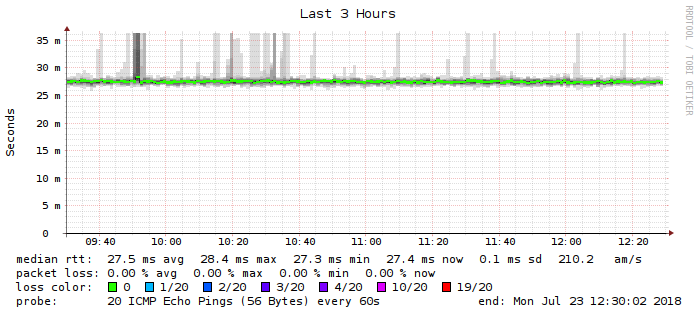 Last 3 Hours
RRDTOOL / TOBI OETIKER
Seconds
35 m
30 m
25 m
20 m
15 m
10 m
5 m
0
09:40 10:00 10:20 10:40 11:00 11:20 11:40 12:00 12:20
median rtt: 27.5 ms avg 28.4 ms max 27.3 ms min 27.4 ms now 0.1 ms sd 210.2 am/s
packet loss: 0.00 % avg 0.00 % max 0.00 % min 0.00 % now
loss color: 0 1/20 2/20 3/20 4/20 10/20 19/20
probe: 20 ICMP Echo Pings (56 Bytes) every 60s end: Mon Jul 23 12:30:02 2018